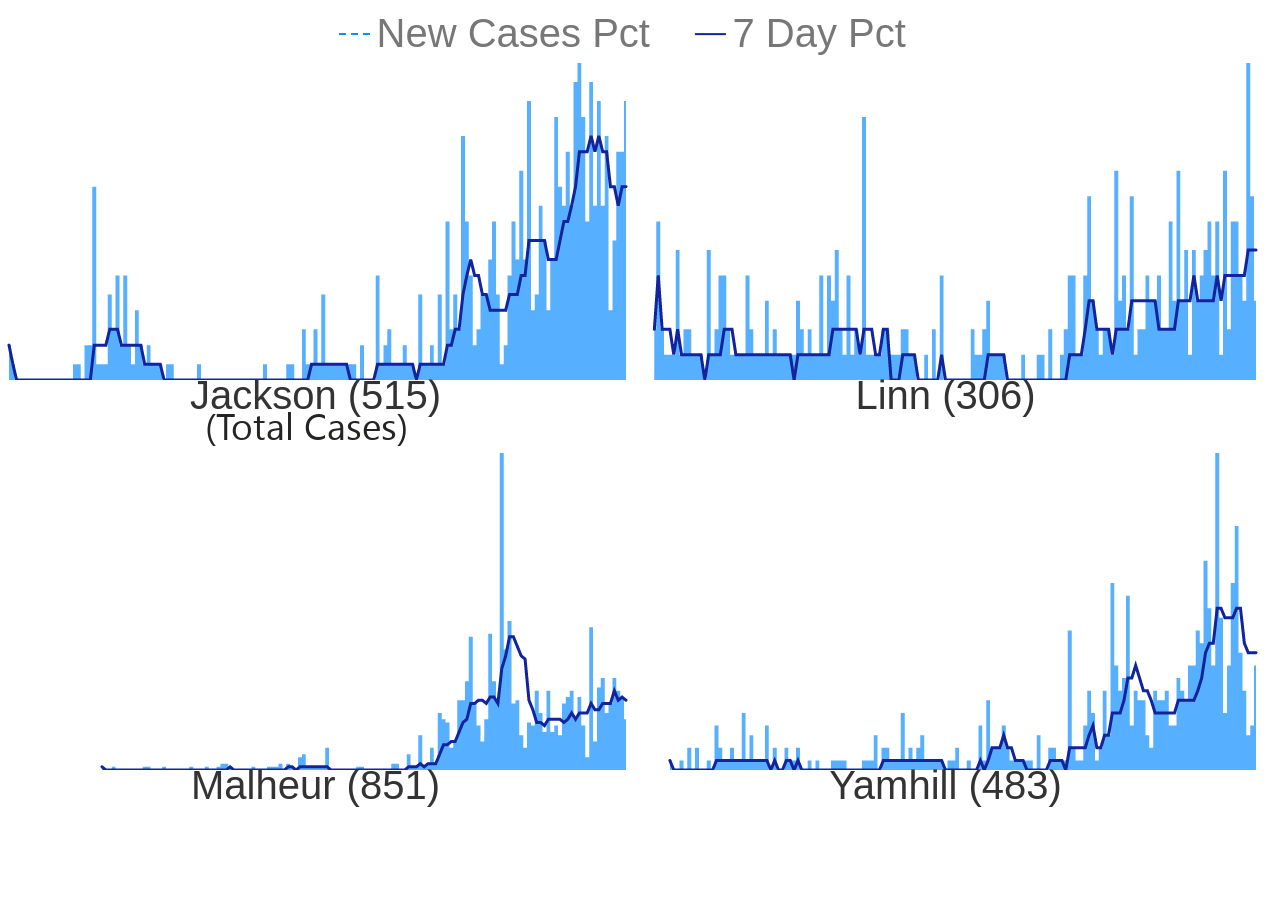 New Cases Pct 7 Day Pct
Jackson (515)
(Total Cases)
Linn (306)
Malheur (851)
Yamhill (483)